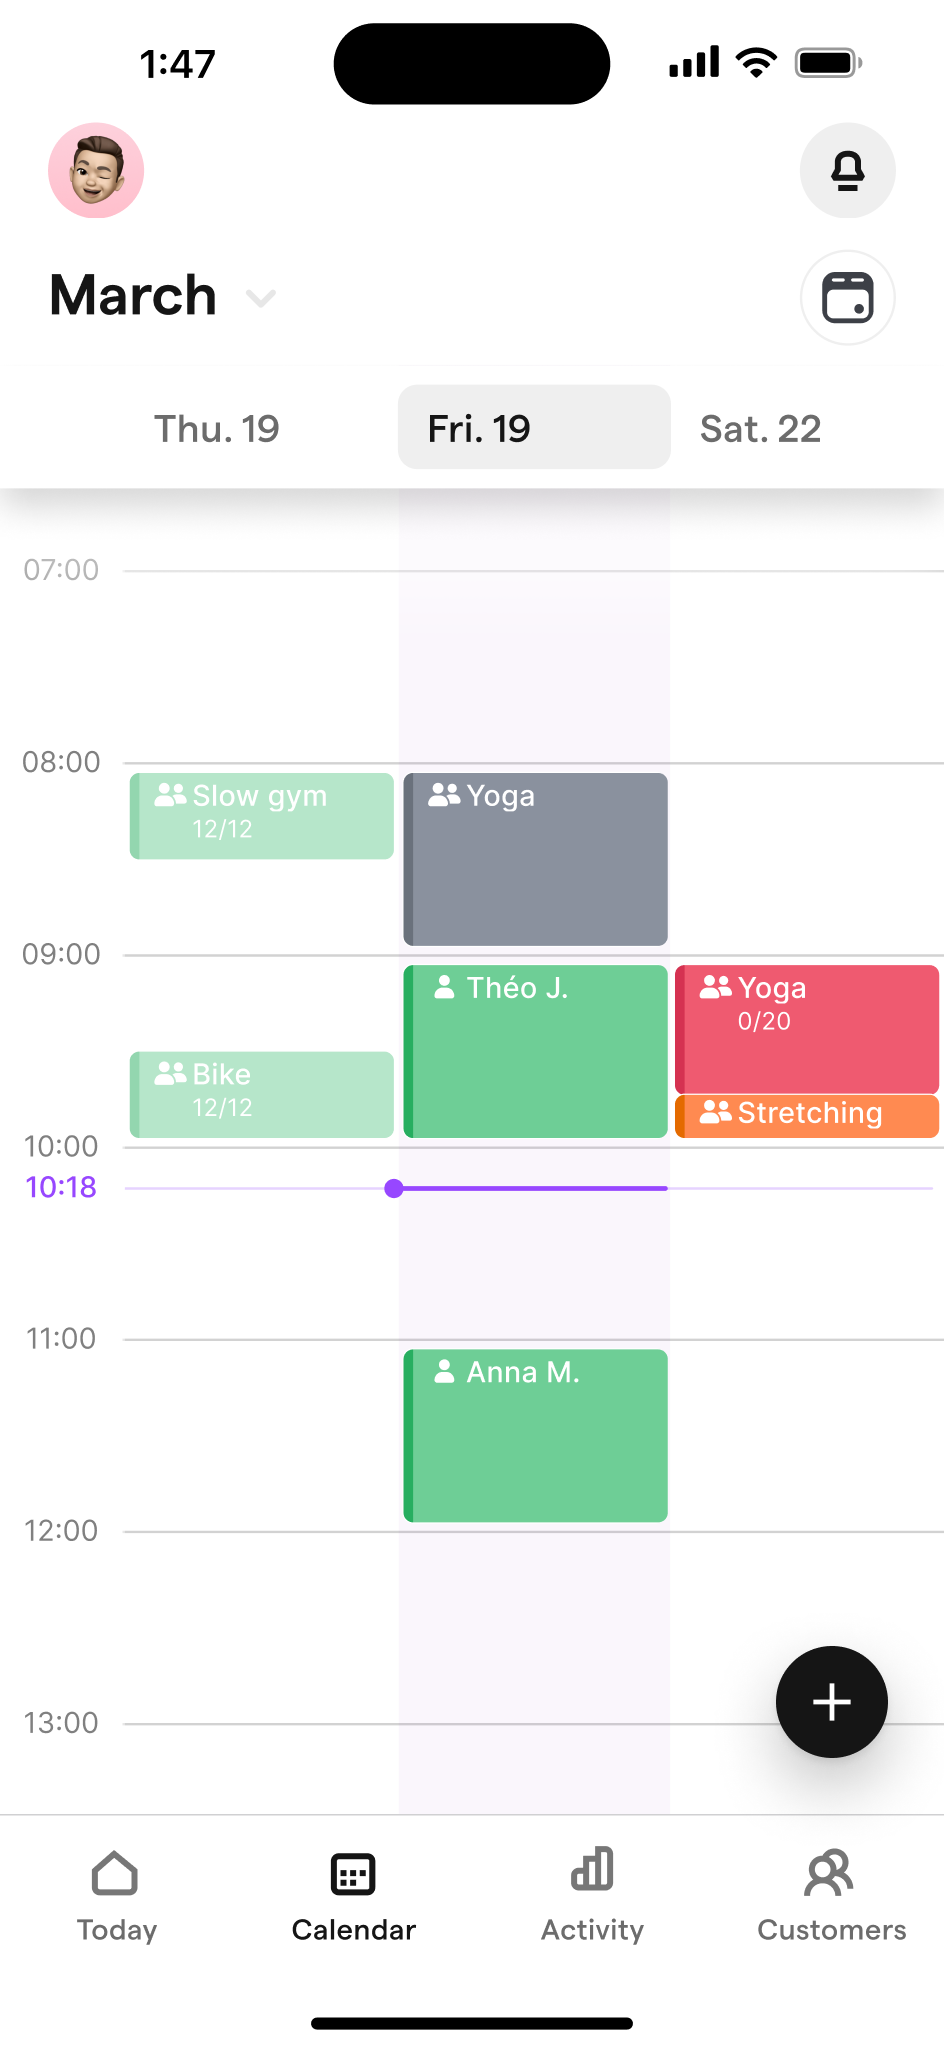 1:47
March
Thu. 19
Fri. 19
Sat. 22
07:00
08:00
Slow gym
12/12
Yoga
09:00
Théo J.
Yoga
0/20
Bike
12/12
Stretching
10:00
10:18
11:00
Anna M.
12:00
13:00
Today
Calendar
Activity
Customers